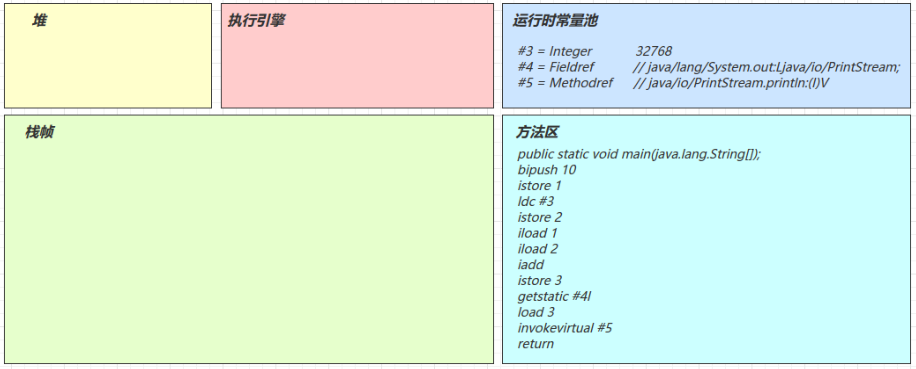 堆
执行引擎
运行时常量池
#3 = Integer 32768
#4 = Fieldref // java/lang/System.out:Ljava/io/PrintStream;
#5 = Methodref // java/io/PrintStream.println:(I)V
栈帧
方法区
public static void main(java.lang.String[]);
bipush 10
istore 1
ldc #3
istore 2
iload 1
iload 2
iadd
istore 3
getstatic #4l
load 3
invokevirtual #5
return